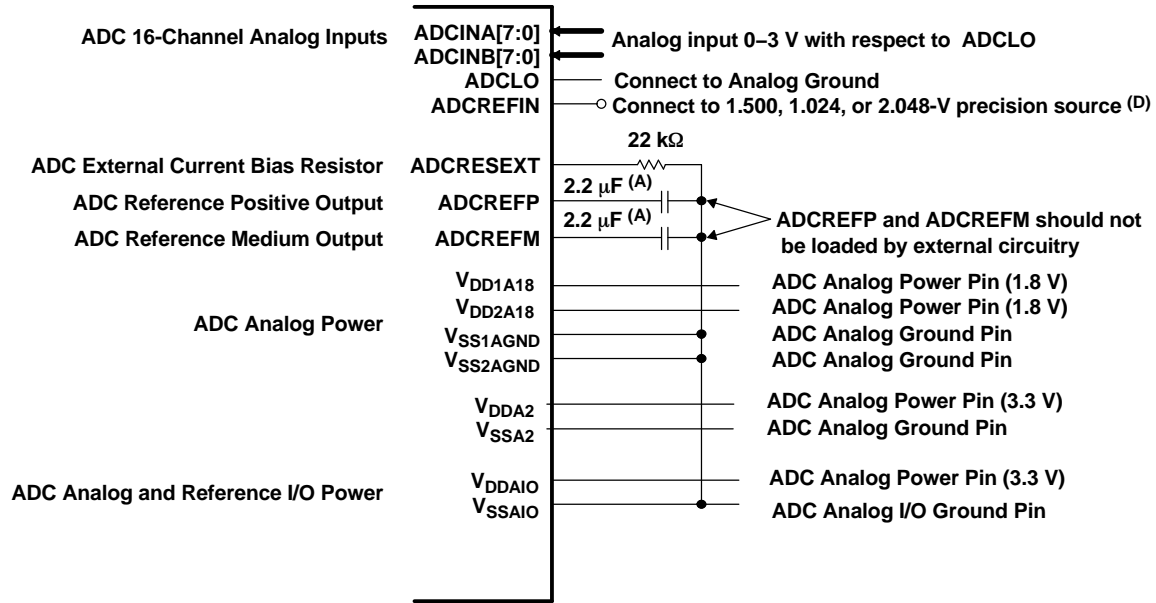 ADC 16-Channel Analog Inputs
ADCINA[7:0]
ADCINB[7:0]
Analog input 0–3 V with respect to ADCLO
ADCLO
Connect to Analog Ground
ADCREFIN
Connect to 1.500, 1.024, or 2.048-V precision source (D)
22 kΩ
ADC External Current Bias Resistor
ADCRESEXT
2.2 μF (A)
ADC Reference Positive Output
ADCREFP
2.2 μF (A)
ADC Reference Medium Output
ADCREFM
ADCREFP and ADCREFM should not
be loaded by external circuitry
VDD1A18
ADC Analog Power Pin (1.8 V)
VDD2A18
ADC Analog Power Pin (1.8 V)
ADC Analog Power
VSS1AGND
ADC Analog Ground Pin
VSS2AGND
ADC Analog Ground Pin
VDDA2
ADC Analog Power Pin (3.3 V)
VSSA2
ADC Analog Ground Pin
ADC Analog and Reference I/O Power
VDDAIO
ADC Analog Power Pin (3.3 V)
VSSAIO
ADC Analog I/O Ground Pin